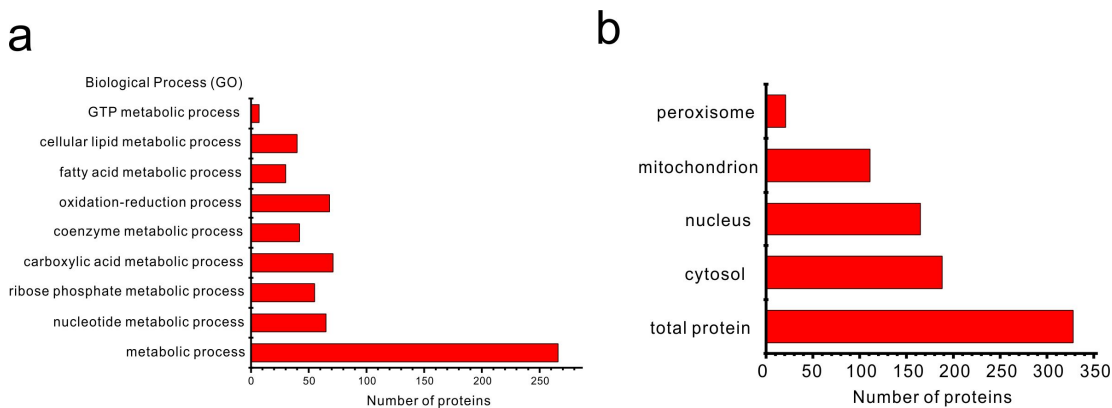 a
Biological Process (GO)
GTP metabolic process
cellular lipid metabolic process
fatty acid metabolic process
oxidation-reduction process
coenzyme metabolic process
carboxylic acid metabolic process
ribose phosphate metabolic process
nucleotide metabolic process
metabolic process
0 50 100 150 200 250
Number of proteins
b
peroxisome
mitochondrion
nucleus
cytosol
total protein
0 50 100 150 200 250 300 350
Number of proteins